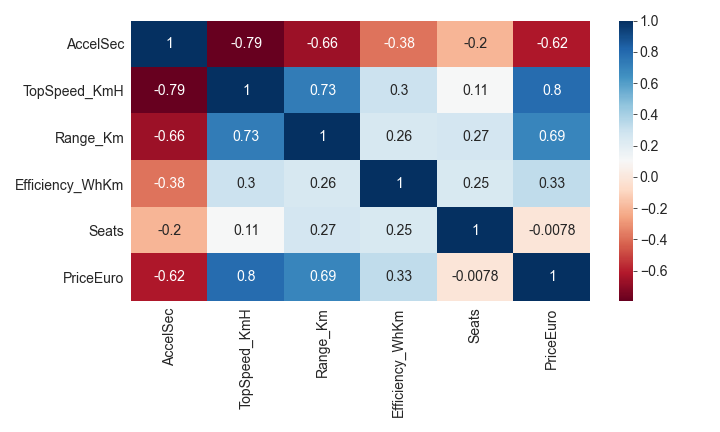 AccelSec 1 -0.79 -0.66 -0.38 -0.2 -0.62
TopSpeed_KmH -0.79 1 0.73 0.3 0.11 0.8
Range_Km -0.66 0.73 1 0.26 0.27 0.69
Efficiency_WhKm -0.38 0.3 0.26 1 0.25 0.33
Seats -0.2 0.11 0.27 0.25 1 -0.0078
PriceEuro -0.62 0.8 0.69 0.33 -0.0078 1
AccelSec
TopSpeed_KmH
Range_Km
Efficiency_WhKm
Seats
PriceEuro
1.0
0.8
0.6
0.4
0.2
0.0
−0.2
−0.4
−0.6